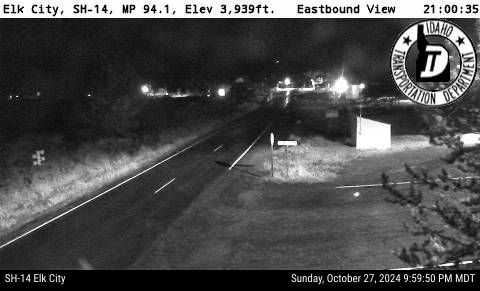 Elk City, SH-14, MP 94.1, Elev 3,939ft. Eastbound View 21:00:35
IDAHO
TRANSPORTATION DEPARTMENT
SH-14 Elk City Sunday, October 27, 2024 9:59:50 PM MDT